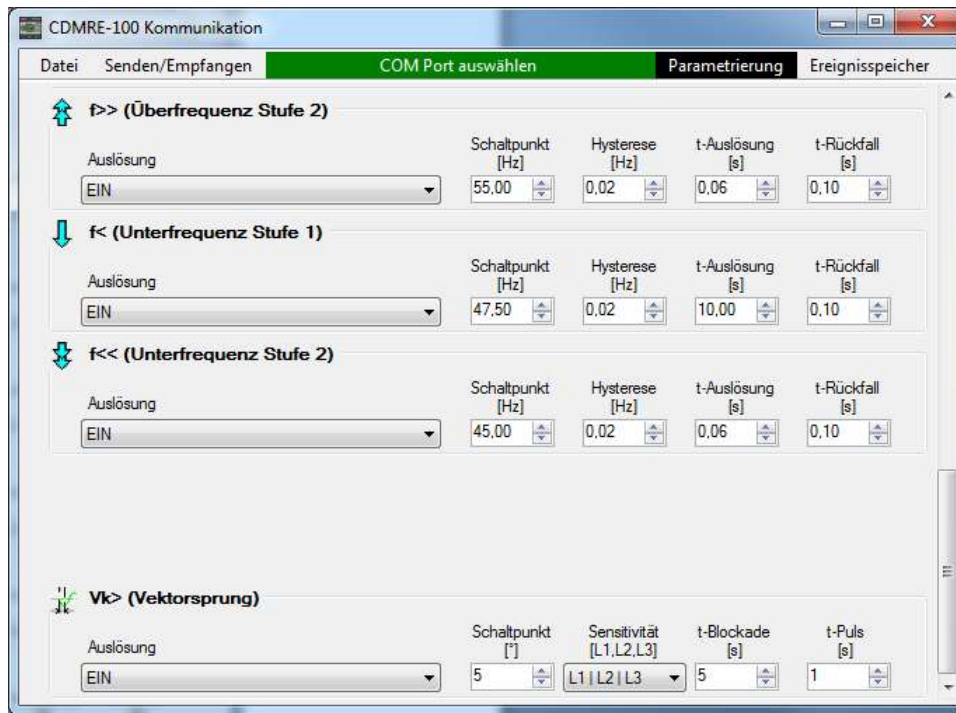 CDMRE-100 Kommunikation
Datei Senden/Empfangen COM Port auswählen Parametrierung Ereignisspeicher
f>> (Überfrequenz Stufe 2)
Auslösung
Schaltpunkt [Hz] Hysterese [Hz] t-Auslösung [s] t-Rückfall [s]
EIN 55,00 0,02 0,06 0,10
f< (Unterfrequenz Stufe 1)
Auslösung
Schaltpunkt [Hz] Hysterese [Hz] t-Auslösung [s] t-Rückfall [s]
EIN 47,50 0,02 10,00 0,10
f<< (Unterfrequenz Stufe 2)
Auslösung
Schaltpunkt [Hz] Hysterese [Hz] t-Auslösung [s] t-Rückfall [s]
EIN 45,00 0,02 0,06 0,10
Vk> (Vektorsprung)
Auslösung
Schaltpunkt [°] Sensitivität [L1,L2,L3] t-Blockade [s] t-Puls [s]
EIN 5 L1 | L2 | L3 5 1